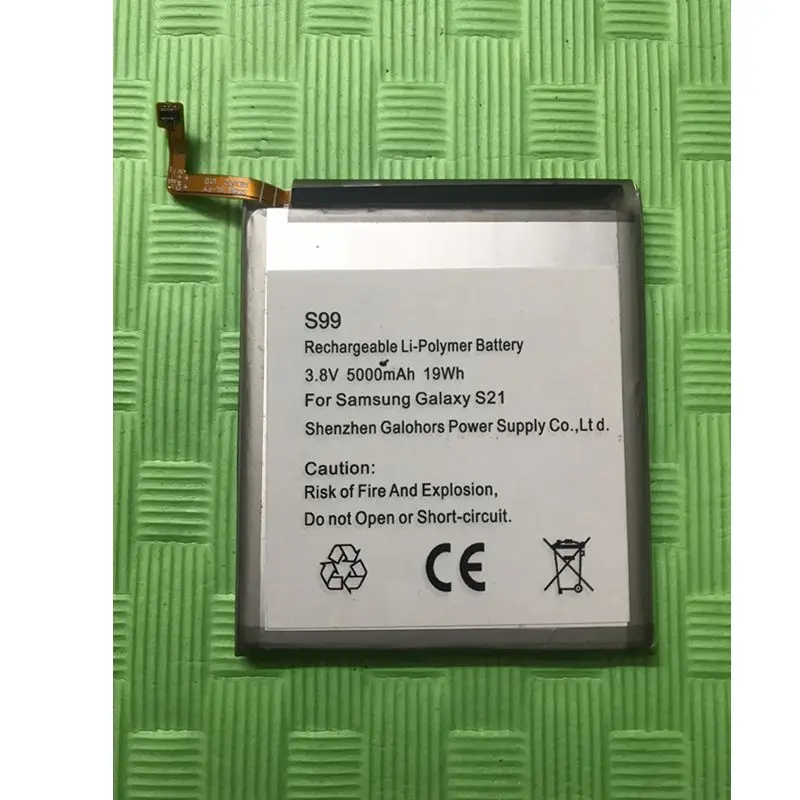 S99
Rechargeable Li-Polymer Battery
3.8V 5000mAh 19Wh
For Samsung Galaxy S21
Shenzhen Galohors Power Supply Co.,Ltd.
Caution:
Risk of Fire And Explosion,
Do not Open or Short-circuit.
CE